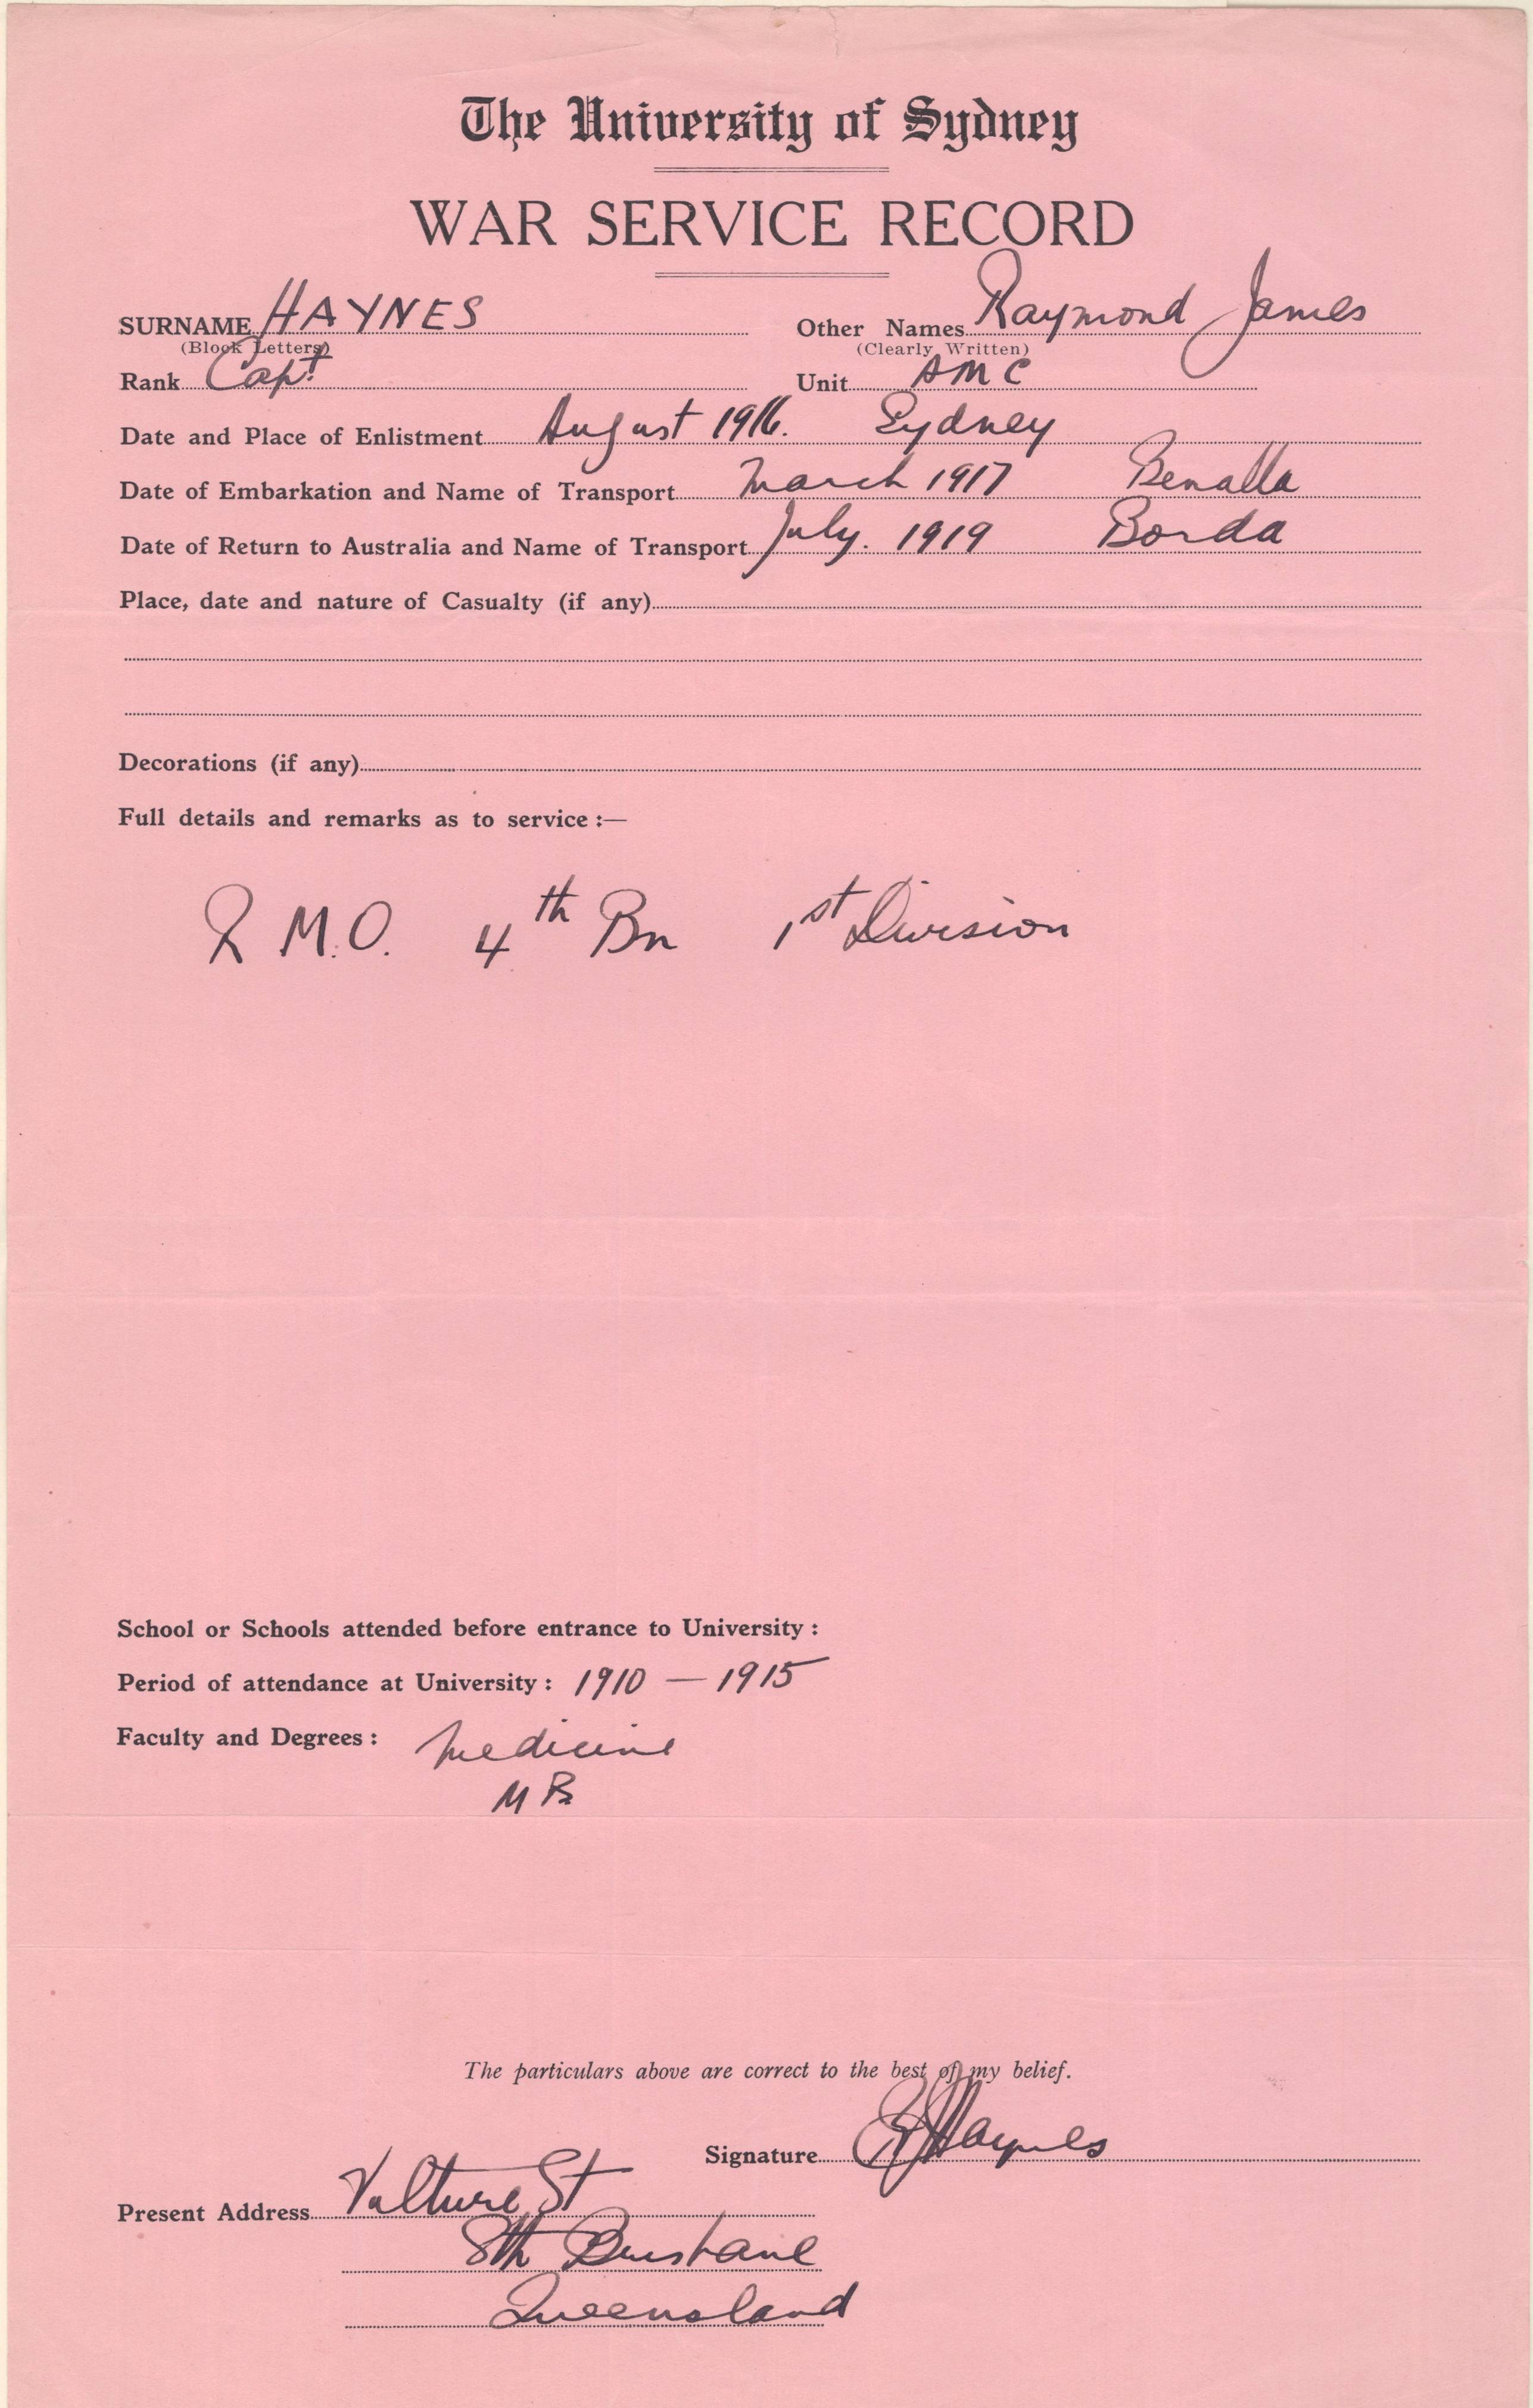 The University of Sydney
WAR SERVICE RECORD
SURNAME HAYNES Other Names Raymond James
(Block Letters) (Clearly Written)
Rank Capt. Unit AMC
Date and Place of Enlistment August 1916. Sydney
Date of Embarkation and Name of Transport March 1917 Benalla
Date of Return to Australia and Name of Transport July. 1919 Borda
Place, date and nature of Casualty (if any)
Decorations (if any)
Full details and remarks as to service :—
R M.O. 4th Bn 1st Division
School or Schools attended before entrance to University :
Period of attendance at University : 1910 — 1915
Faculty and Degrees : Medicine
M B
The particulars above are correct to the best of my belief.
Signature RJHaynes
Present Address Vulture St
Sth Brisbane
Queensland